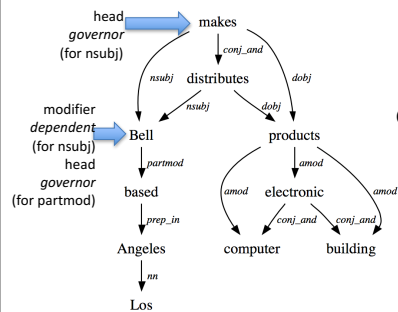 head
governor
(for nsubj)
makes
conj_and
nsubj
distributes
dobj
nsubj
dobj
modifier
dependent
(for nsubj)
head
governor
(for partmod)
Bell
products
partmod
amod
amod
amod
based
electronic
prep_in
conj_and
conj_and
Angeles
computer
building
nn
Los